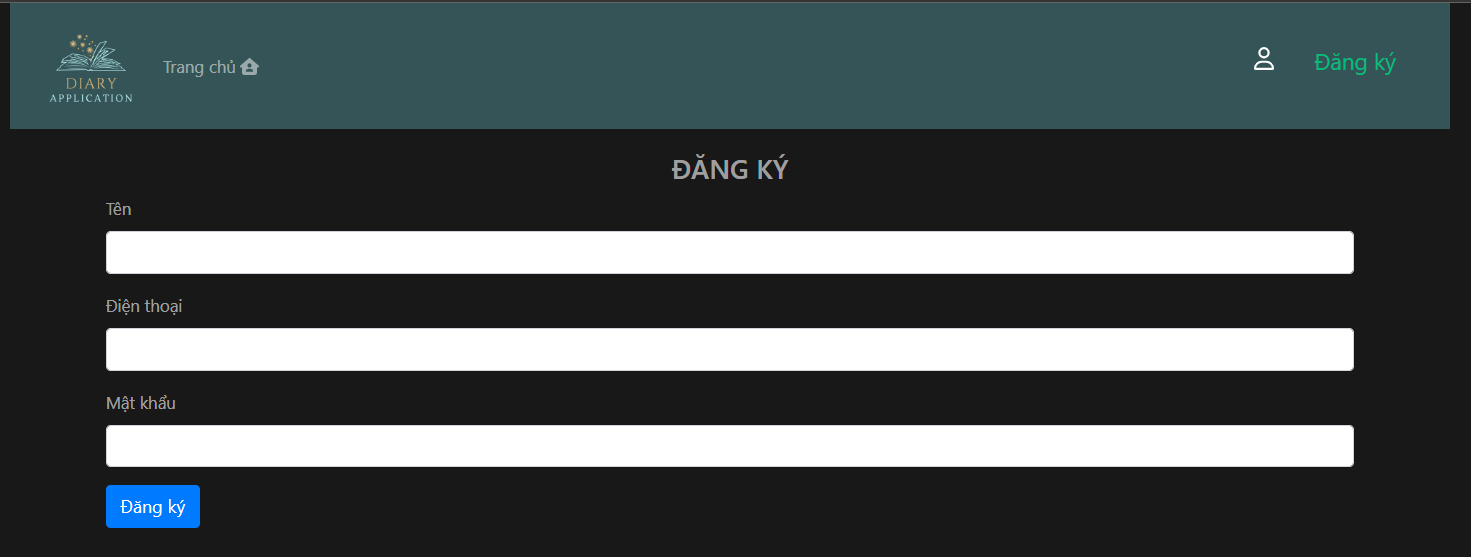 DIARY
APPLICATION
Trang chủ
Đăng ký
ĐĂNG KÝ
Tên
Điện thoại
Mật khẩu
Đăng ký